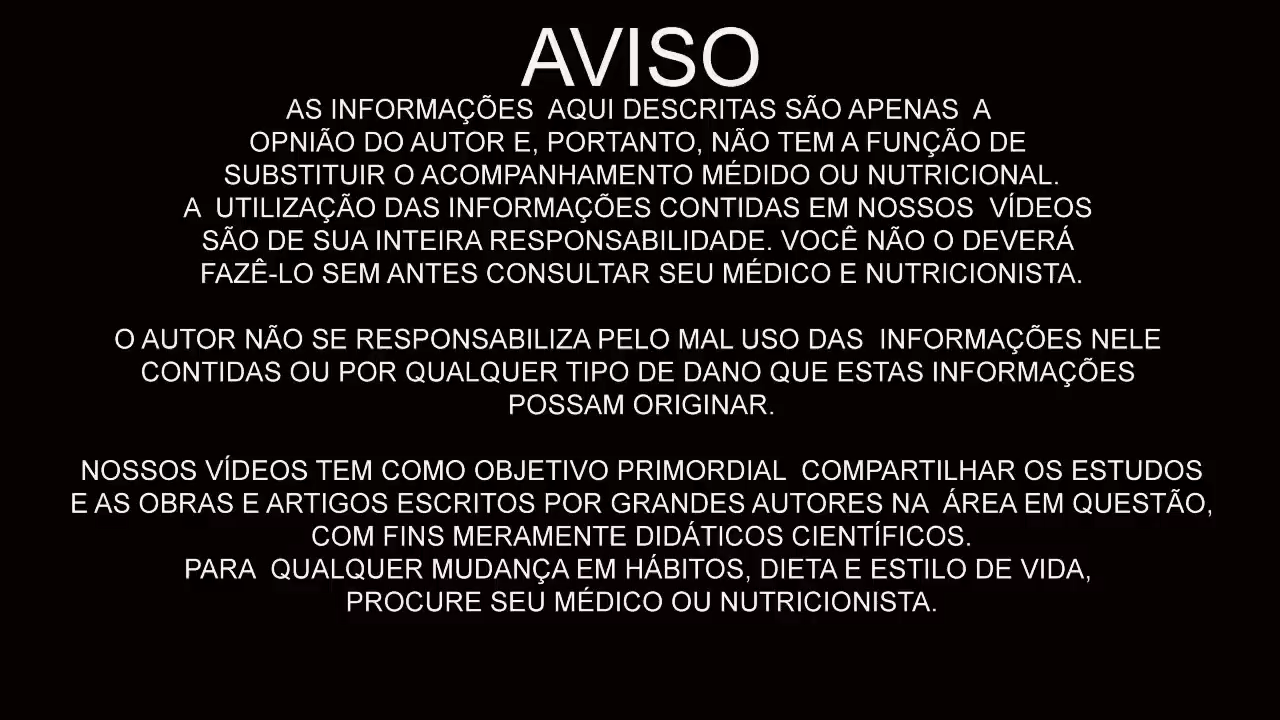 AVISO
AS INFORMAÇÕES AQUI DESCRITAS SÃO APENAS A
OPNIÃO DO AUTOR E, PORTANTO, NÃO TEM A FUNÇÃO DE
SUBSTITUIR O ACOMPANHAMENTO MÉDIDO OU NUTRICIONAL.
A UTILIZAÇÃO DAS INFORMAÇÕES CONTIDAS EM NOSSOS VÍDEOS
SÃO DE SUA INTEIRA RESPONSABILIDADE. VOCÊ NÃO O DEVERÁ
FAZÊ-LO SEM ANTES CONSULTAR SEU MÉDICO E NUTRICIONISTA.
O AUTOR NÃO SE RESPONSABILIZA PELO MAL USO DAS INFORMAÇÕES NELE
CONTIDAS OU POR QUALQUER TIPO DE DANO QUE ESTAS INFORMAÇÕES
POSSAM ORIGINAR.
NOSSOS VÍDEOS TEM COMO OBJETIVO PRIMORDIAL COMPARTILHAR OS ESTUDOS
E AS OBRAS E ARTIGOS ESCRITOS POR GRANDES AUTORES NA ÁREA EM QUESTÃO,
COM FINS MERAMENTE DIDÁTICOS CIENTÍFICOS.
PARA QUALQUER MUDANÇA EM HÁBITOS, DIETA E ESTILO DE VIDA,
PROCURE SEU MÉDICO OU NUTRICIONISTA.